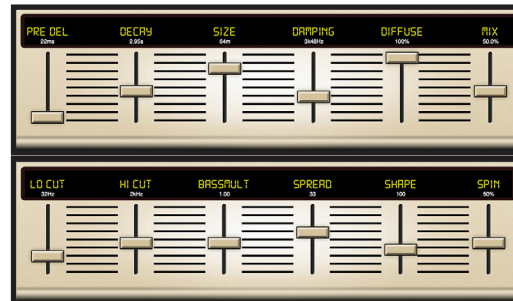 PRE DEL DECAY SIZE DAMPING DIFFUSE MIX
22ms 2.95s 64m 3k48Hz 100% 50.0%
LO CUT HI CUT BASSMULT SPREAD SHAPE SPIN
32Hz 2kHz 1.00 33 100 50%